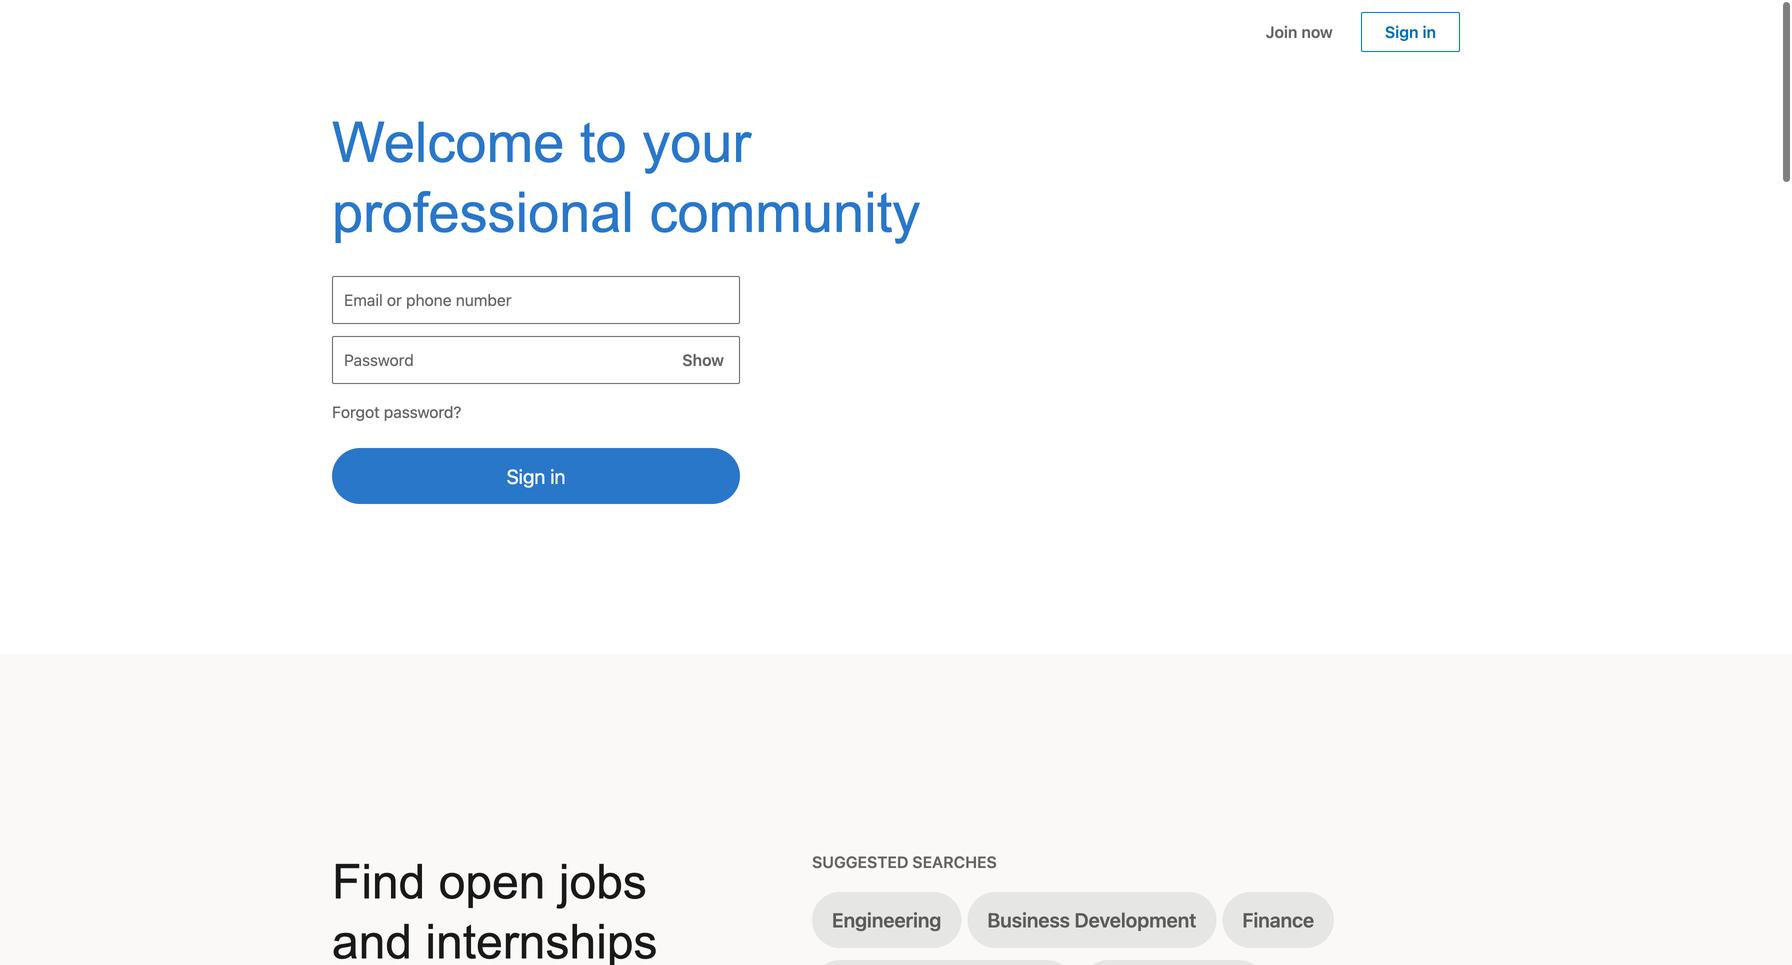 Join now
Sign in
Welcome to your
professional community
Email or phone number
Password
Show
Forgot password?
Sign in
Find open jobs
and internships
SUGGESTED SEARCHES
Engineering
Business Development
Finance